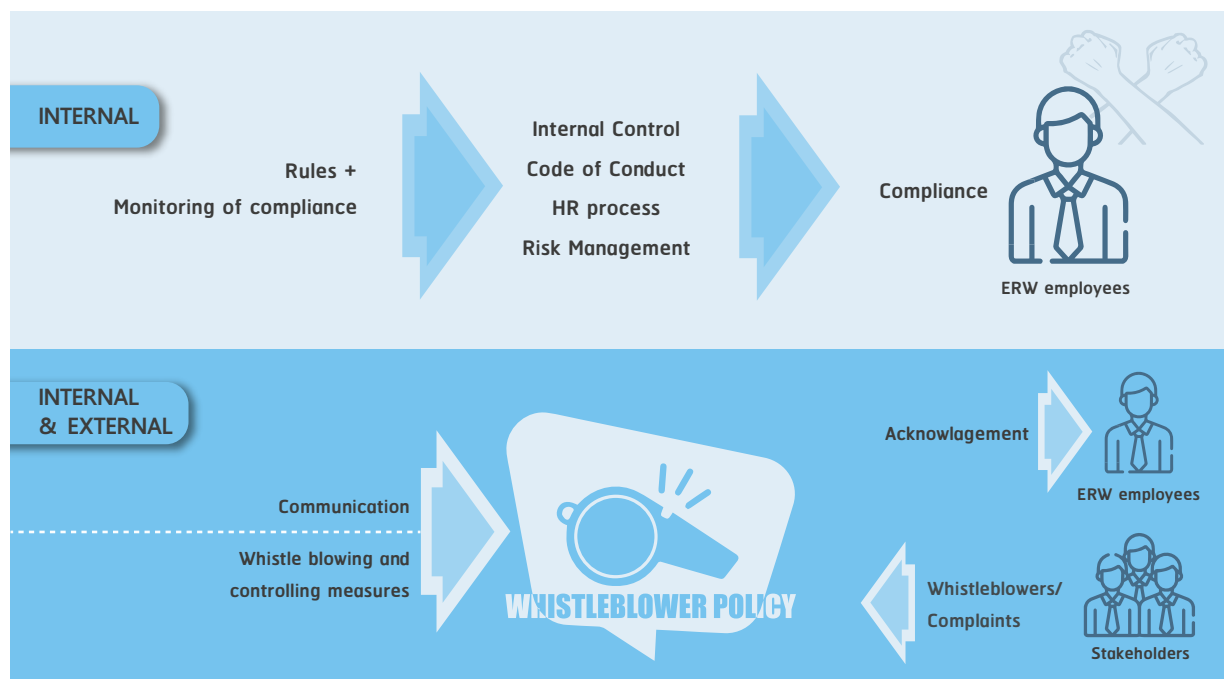 INTERNAL
Rules +
Monitoring of compliance
Internal Control
Code of Conduct
HR process
Risk Management
Compliance
ERW employees
INTERNAL
& EXTERNAL
Communication
Whistle blowing and
controlling measures
WHISTLEBLOWER POLICY
Acknowlagement
ERW employees
Whistleblowers/
Complaints
Stakeholders